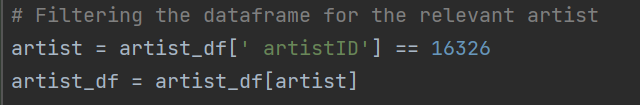 # Filtering the dataframe for the relevant artist
artist = artist_df[' artistID'] == 16326
artist_df = artist_df[artist]